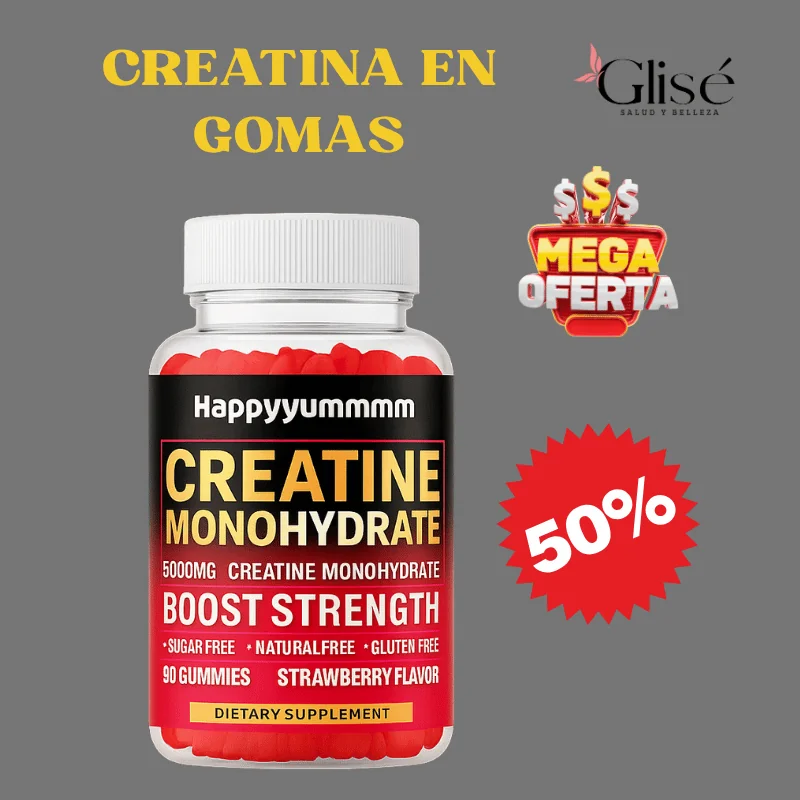 CREATINA EN
GOMAS
Glisé
SALUD Y BELLEZA
$ $ $
MEGA
OFERTA
Happyyummmm
CREATINE
MONOHYDRATE
5000MG CREATINE MONOHYDRATE
BOOST STRENGTH
•SUGAR FREE *NATURALFREE *GLUTEN FREE
90 GUMMIES STRAWBERRY FLAVOR
DIETARY SUPPLEMENT
50%